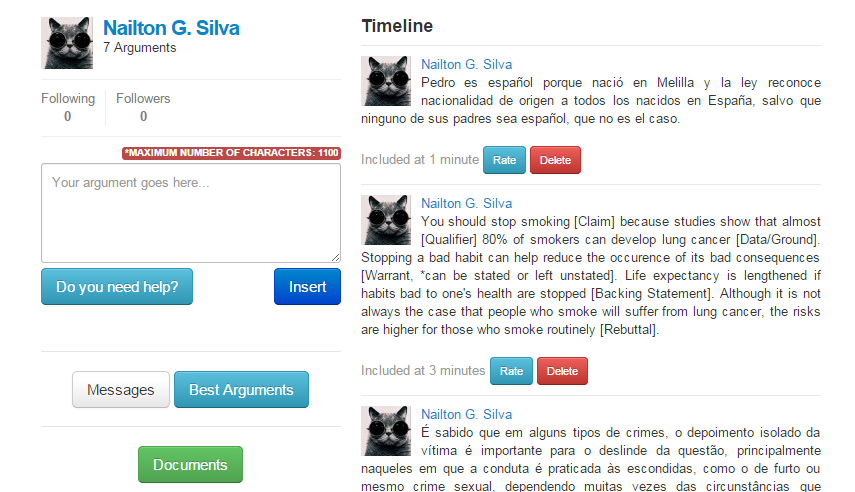 Nailton G. Silva
7 Arguments
Following
0
Followers
0
*MAXIMUM NUMBER OF CHARACTERS: 1100
Your argument goes here...
Do you need help?
Insert
Messages
Best Arguments
Documents
Timeline
Nailton G. Silva
Pedro es español porque nació en Melilla y la ley reconoce
nacionalidad de origen a todos los nacidos en España, salvo que
ninguno de sus padres sea español, que no es el caso.
Included at 1 minute
Rate
Delete
Nailton G. Silva
You should stop smoking [Claim] because studies show that almost
[Qualifier] 80% of smokers can develop lung cancer [Data/Ground].
Stopping a bad habit can help reduce the occurence of its bad consequences
[Warrant, *can be stated or left unstated]. Life expectancy is lengthened if
habits bad to one's health are stopped [Backing Statement]. Although it is not
always the case that people who smoke will suffer from lung cancer, the risks
are higher for those who smoke routinely [Rebuttal].
Included at 3 minutes
Rate
Delete
Nailton G. Silva
É sabido que em alguns tipos de crimes, o depoimento isolado da
vítima é importante para o deslinde da questão, principalmente
naqueles em que a conduta é praticada às escondidas, como o de furto ou
mesmo crime sexual, dependendo muitas vezes das circunstâncias que